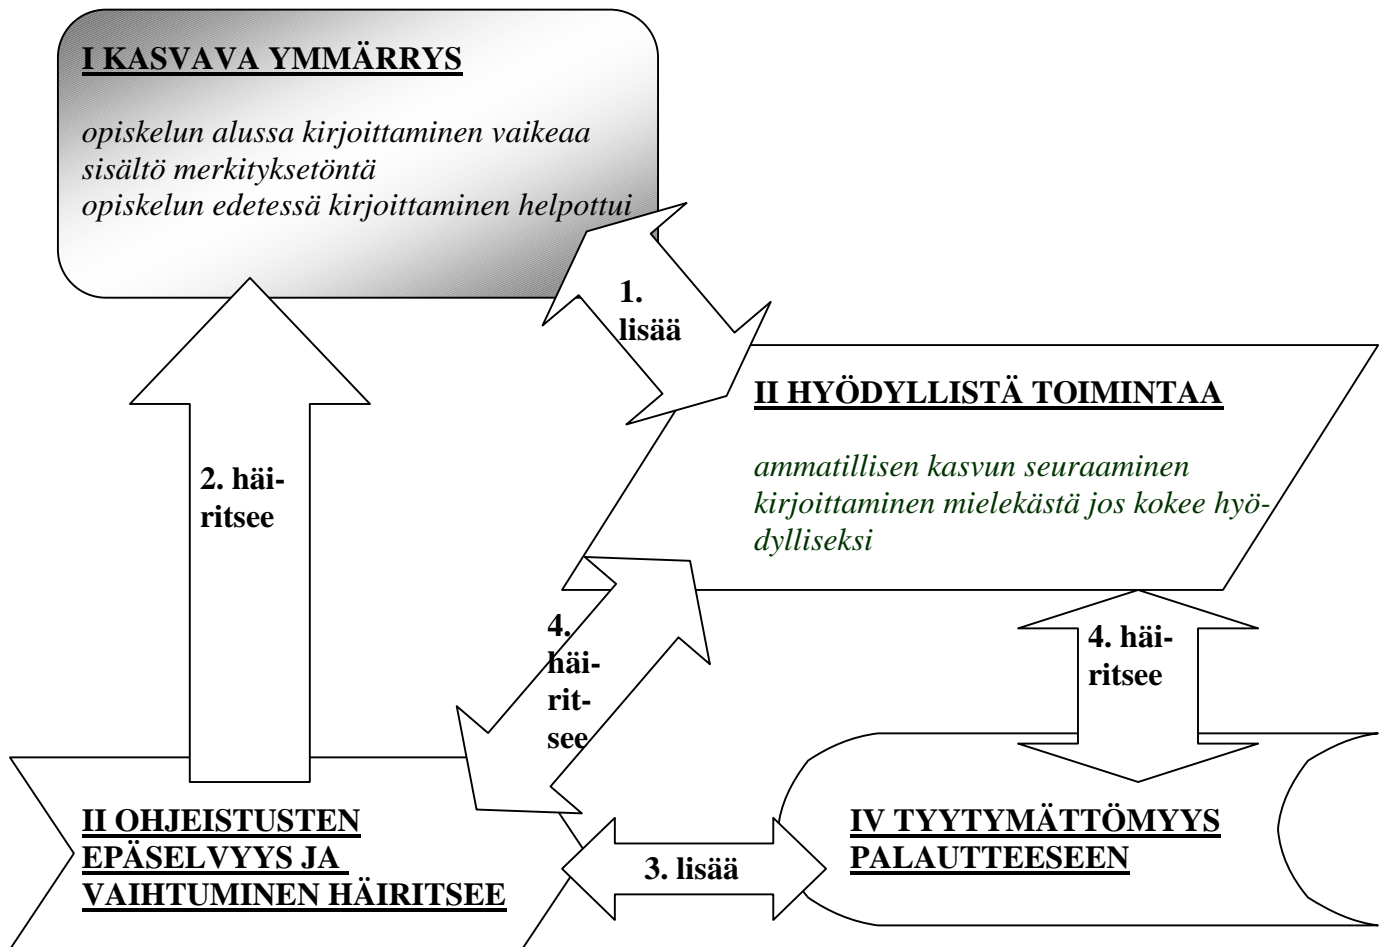 I KASVAVA YMMÄRRYS
opiskelun alussa kirjoittaminen vaikeaa
sisältö merkityksetöntä
opiskelun edetessä kirjoittaminen helpottui
1.
lisää
II HYÖDYLLISTÄ TOIMINTAA
ammatillisen kasvun seuraaminen
kirjoittaminen mielekästä jos kokee hyö-
dylliseksi
2. häi-
ritsee
4.
häi-
rit-
see
4. häi-
ritsee
II OHJEISTUSTEN
EPÄSELVYYS JA
VAIHTUMINEN HÄIRITSEE
3. lisää
IV TYYTYMÄTTÖMYYS
PALAUTTEESEEN